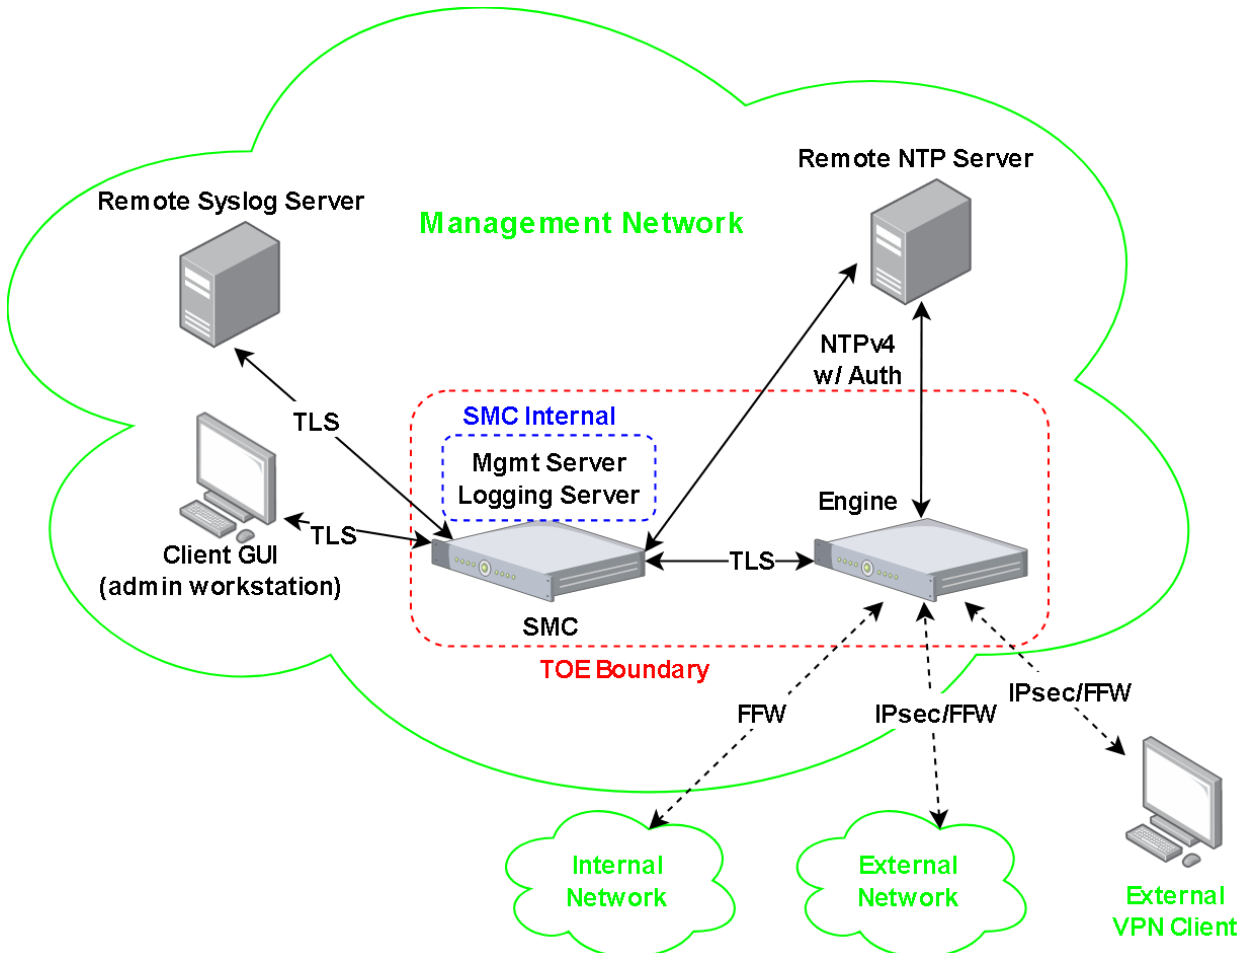 Remote NTP Server
Remote Syslog Server
Management Network
NTPv4
w/ Auth
TLS
SMC Internal
Mgmt Server
Logging Server
Engine
TLS
Client GUI
(admin workstation)
TLS
SMC
TOE Boundary
FFW
IPsec/FFW
IPsec/FFW
Internal
Network
External
Network
External
VPN Client